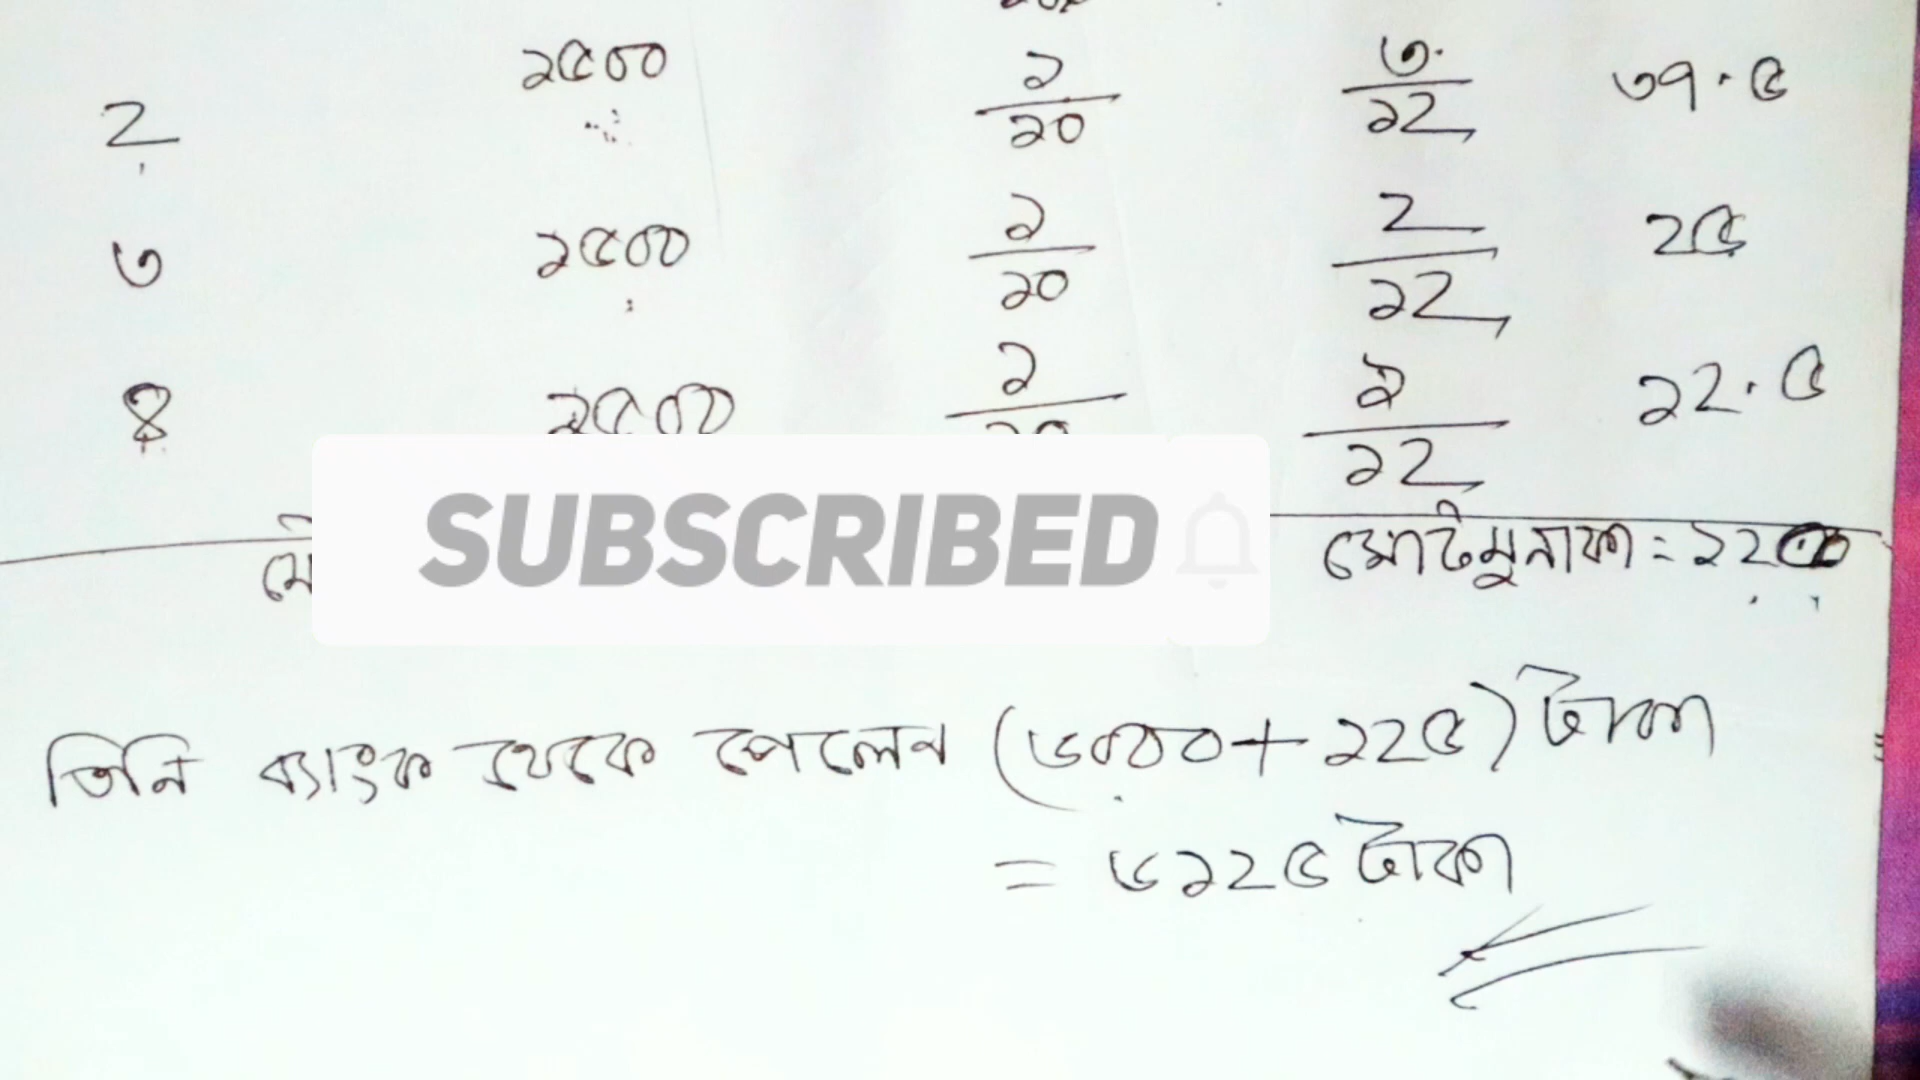 ২ ১৫০০ ১/১০ ৩/১২ ৩৭.৫
৩ ১৫০০ ১/১০ ২/১২ ২৫
৪ ১৫০০ ১/১০ ১/১২ ১২.৫
SUBSCRIBED
মোটমুনাফা = ১২৫
তিনি ব্যাংক থেকে পেলেন (৬০০০+১২৫) টাকা
= ৬১২৫ টাকা